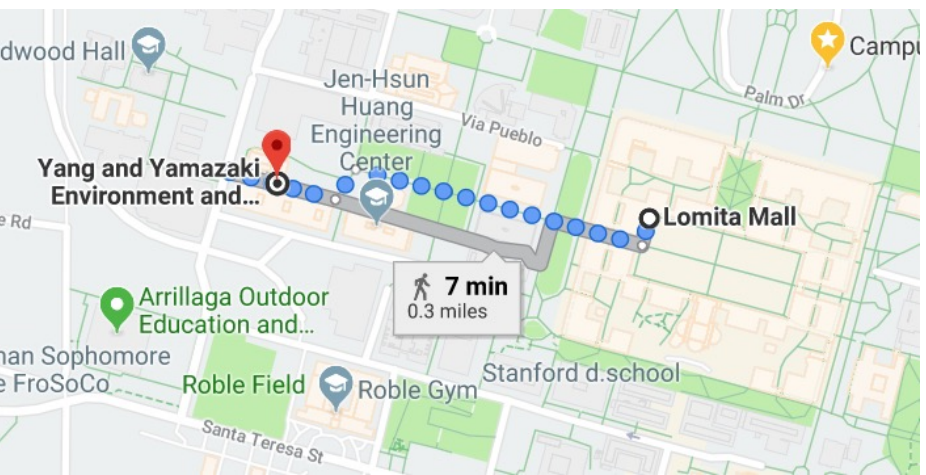 dwood Hall
Campu
Jen-Hsun
Huang
Engineering
Center
Palm Dr
Via Pueblo
Yang and Yamazaki
Environment and...
Lomita Mall
e Rd
7 min
0.3 miles
Arrillaga Outdoor
Education and...
nan Sophomore
e FroSoCo
Roble Field
Roble Gym
Stanford d.school
Santa Teresa St